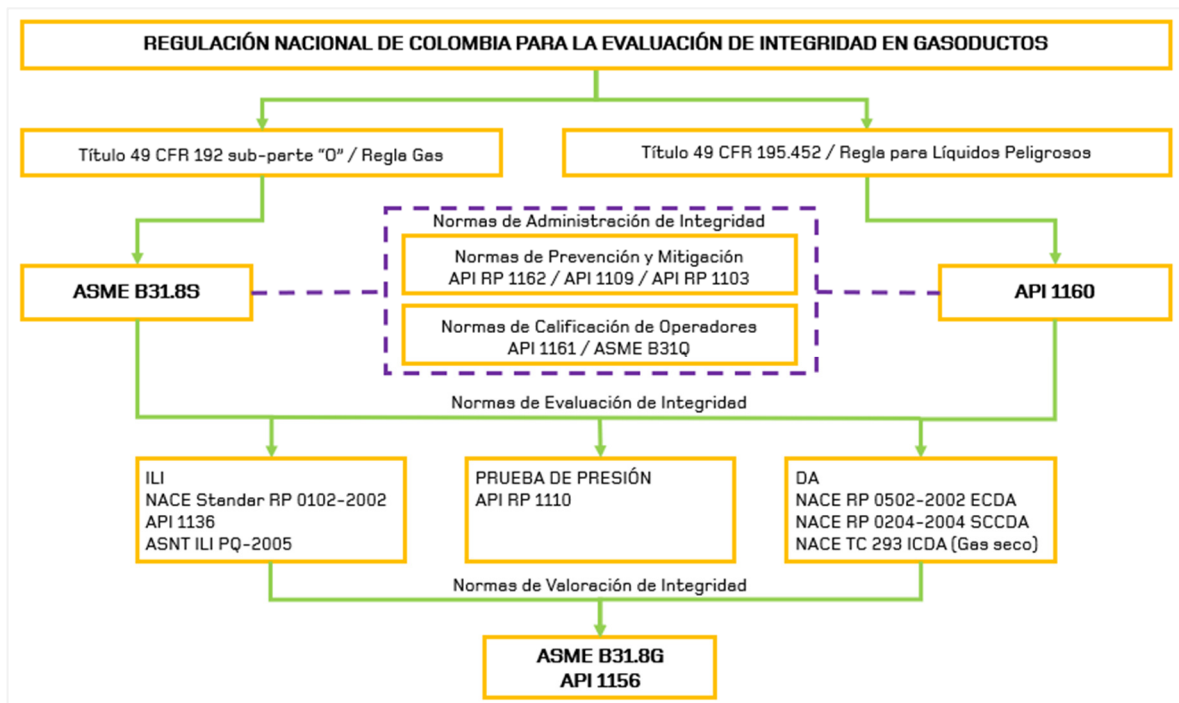 REGULACIÓN NACIONAL DE COLOMBIA PARA LA EVALUACIÓN DE INTEGRIDAD EN GASODUCTOS
Título 49 CFR 192 sub-parte "O" / Regla Gas
Título 49 CFR 195.452 / Regla para Líquidos Peligrosos
Normas de Administración de Integridad
Normas de Prevención y Mitigación
API RP 1162 / API 1109 / API RP 1103
ASME B31.8S
API 1160
Normas de Calificación de Operadores
API 1161 / ASME B31Q
Normas de Evaluación de Integridad
ILI
NACE Standar RP 0102-2002
API 1136
ASNT ILI PQ-2005
PRUEBA DE PRESIÓN
API RP 1110
DA
NACE RP 0502-2002 ECDA
NACE RP 0204-2004 SCCDA
NACE TC 293 ICDA (Gas seco)
Normas de Valoración de Integridad
ASME B31.8G
API 1156